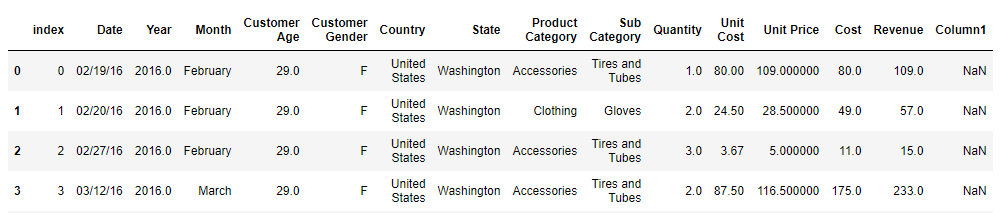 index Date Year Month Customer Age Customer Gender Country State Product Category Sub Category Quantity Unit Cost Unit Price Cost Revenue Column1
0 0 02/19/16 2016.0 February 29.0 F United States Washington Accessories Tires and Tubes 1.0 80.00 109.000000 80.0 109.0 NaN
1 1 02/20/16 2016.0 February 29.0 F United States Washington Clothing Gloves 2.0 24.50 28.500000 49.0 57.0 NaN
2 2 02/27/16 2016.0 February 29.0 F United States Washington Accessories Tires and Tubes 3.0 3.67 5.000000 11.0 15.0 NaN
3 3 03/12/16 2016.0 March 29.0 F United States Washington Accessories Tires and Tubes 2.0 87.50 116.500000 175.0 233.0 NaN